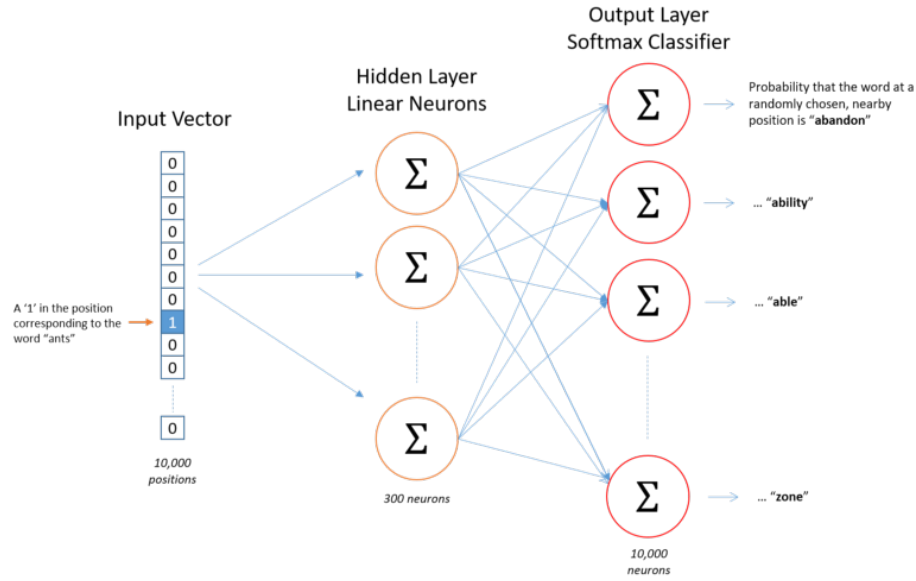 Output Layer
Softmax Classifier
Hidden Layer
Linear Neurons
Input Vector
0
0
0
0
0
0
0
1
0
0
0
A ‘1’ in the position
corresponding to the
word “ants”
10,000
positions
Σ
Σ
Σ
300 neurons
Σ
Σ
Σ
Σ
10,000
neurons
Probability that the word at a
randomly chosen, nearby
position is “abandon”
... “ability”
... “able”
... “zone”